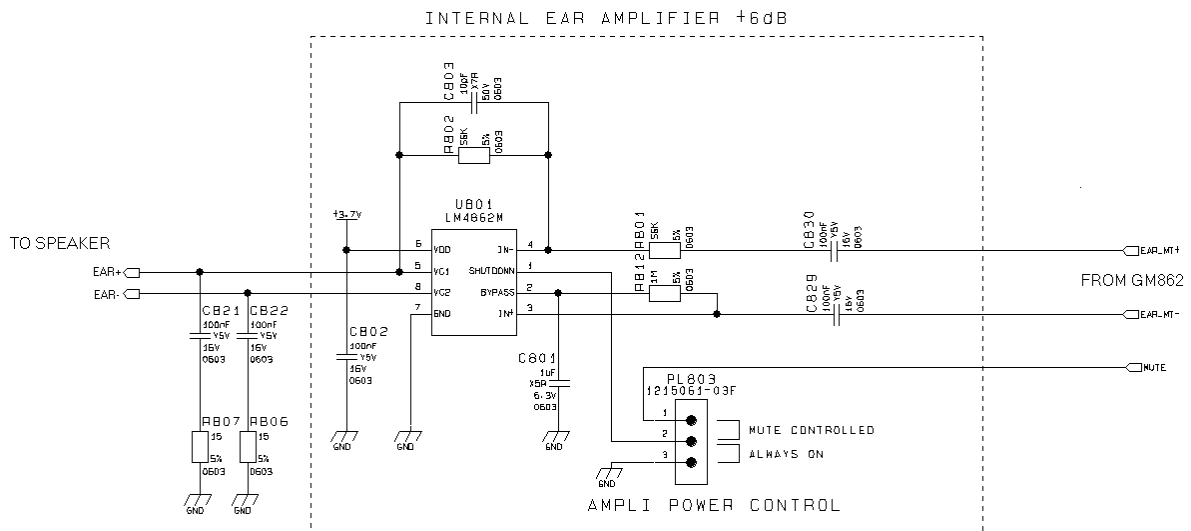 INTERNAL EAR AMPLIFIER +6dB
C803
10pF
X7R
50V
0603
R802
56K
5%
0603
U801
LM4862M
+3.7V
TO SPEAKER
EAR+
EAR-
6 VDD
5 VO1
8 VO2
7 GND
IN- 4
SHUTDOWN 1
BYPASS 2
IN+ 3
R801
56K
5%
0603
R812
1M
5%
0603
C830
100nF
Y5V
16V
0603
C829
100nF
Y5V
16V
0603
EAR_MT+
FROM GM862
EAR_MT-
MUTE
C821
100nF
Y5V
16V
0603
C822
100nF
Y5V
16V
0603
C802
100nF
Y5V
16V
0603
C801
1uF
X5R
6.3V
0603
PL803
1215061-03F
1
2
3
MUTE CONTROLLED
ALWAYS ON
R807
15
5%
0603
R806
15
5%
0603
GND
GND
GND
GND
GND
GND
AMPLI POWER CONTROL